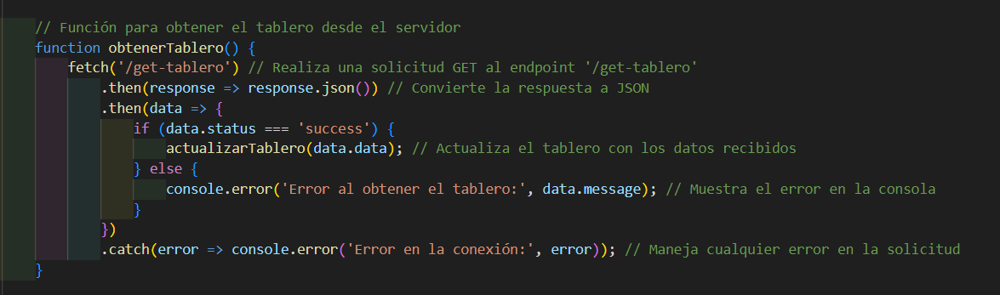 // Función para obtener el tablero desde el servidor
function obtenerTablero() {
    fetch('/get-tablero') // Realiza una solicitud GET al endpoint '/get-tablero'
        .then(response => response.json()) // Convierte la respuesta a JSON
        .then(data => {
            if (data.status === 'success') {
                actualizarTablero(data.data); // Actualiza el tablero con los datos recibidos
            } else {
                console.error('Error al obtener el tablero:', data.message); // Muestra el error en la consola
            }
        })
        .catch(error => console.error('Error en la conexión:', error)); // Maneja cualquier error en la solicitud
}